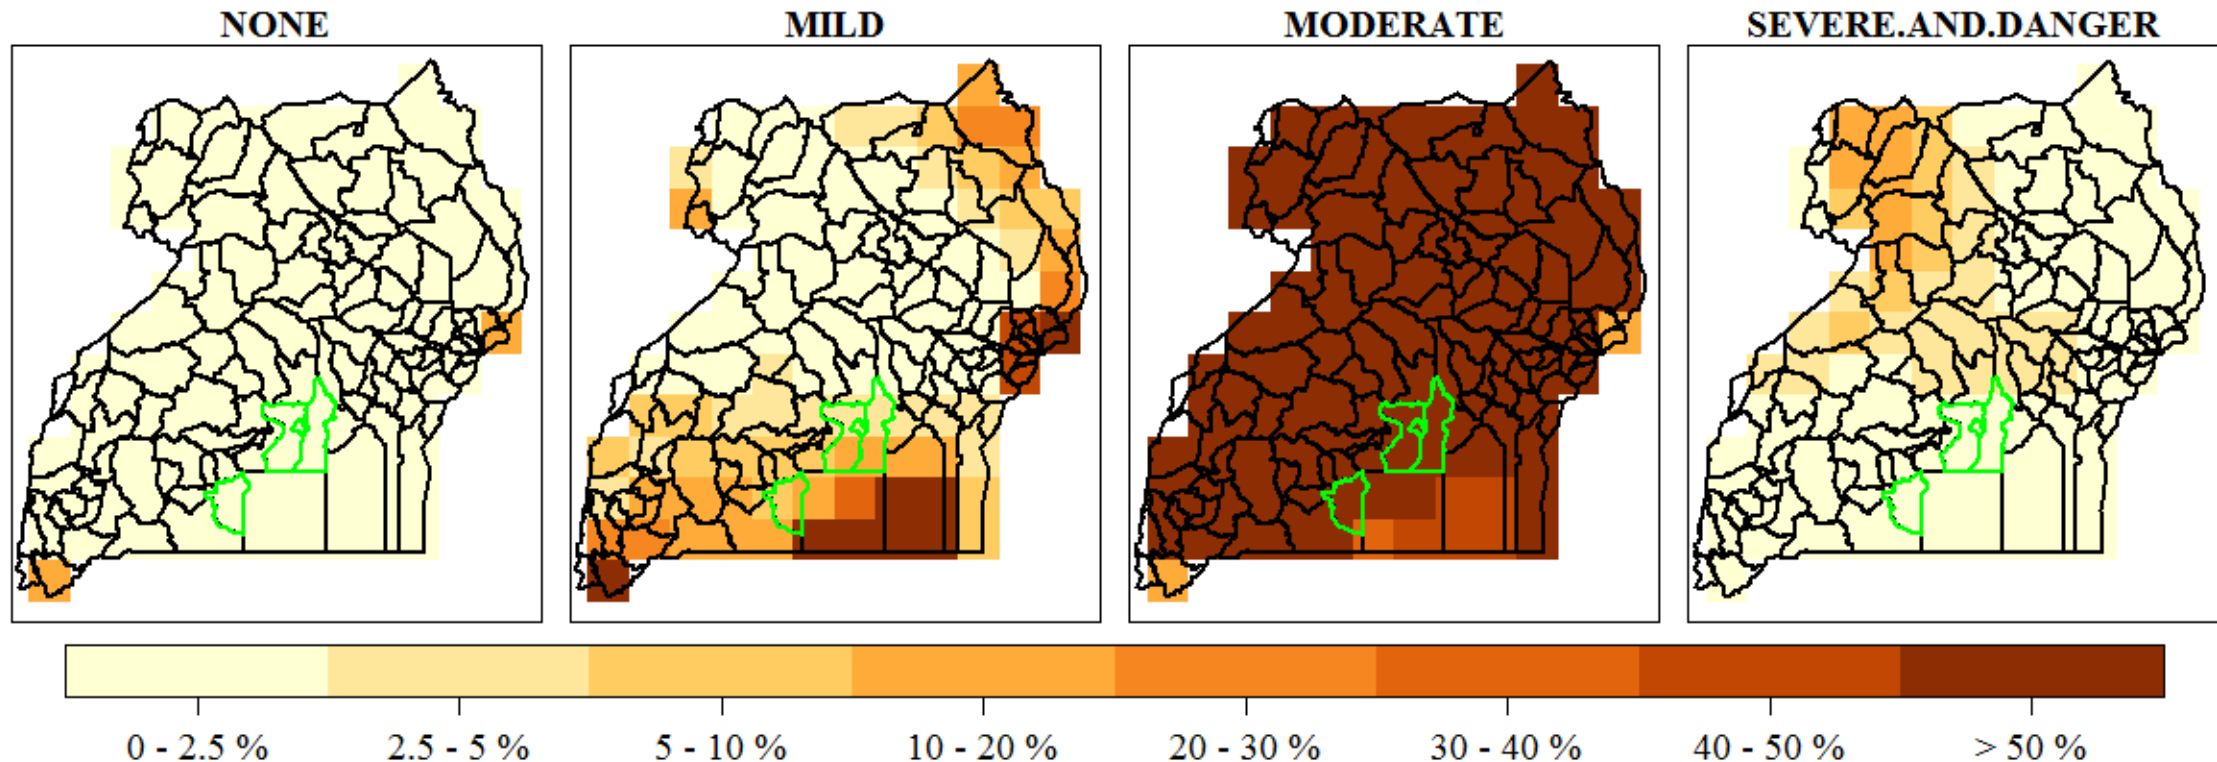 NONE MILD MODERATE SEVERE.AND.DANGER
0 - 2.5 % 2.5 - 5 % 5 - 10 % 10 - 20 % 20 - 30 % 30 - 40 % 40 - 50 % > 50 %